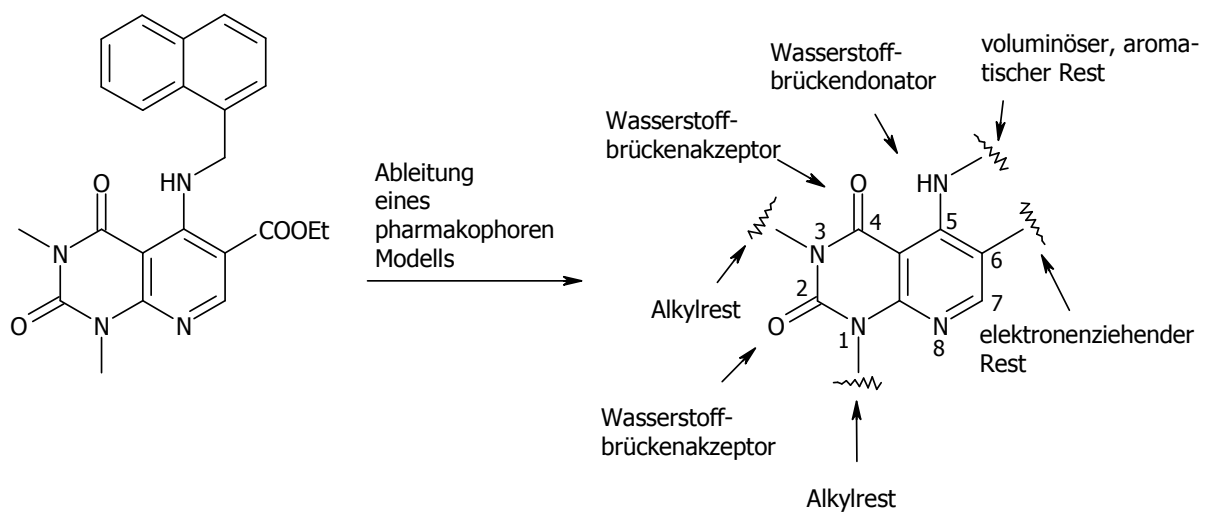 HN
O
COOEt
N
O
N
N
Ableitung
eines
pharmakophoren
Modells
Wasserstoff-
brückendonator
voluminöser, aroma-
tischer Rest
Wasserstoff-
brückenakzeptor
O
HN
4
5
3
N
6
2
7
O
N
1
N
8
Alkylrest
elektronenziehender
Rest
Wasserstoff-
brückenakzeptor
Alkylrest